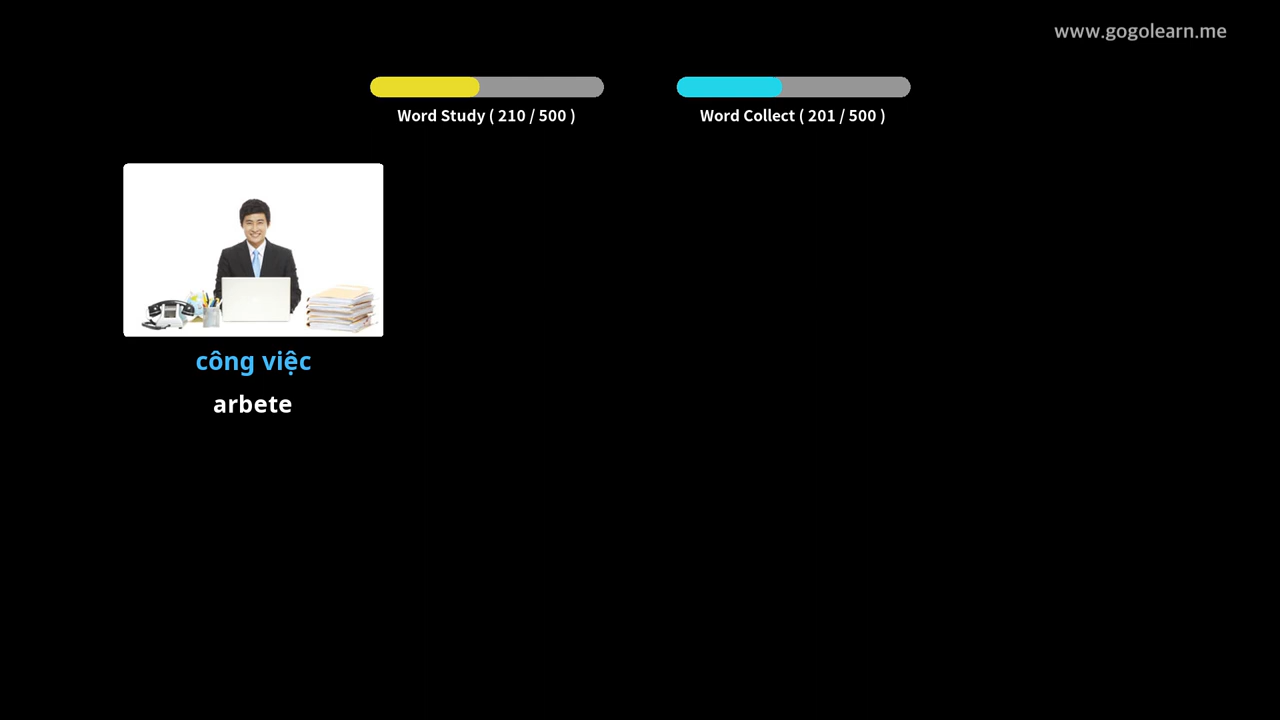 www.gogolearn.me
Word Study ( 210 / 500 )
Word Collect ( 201 / 500 )
công việc
arbete